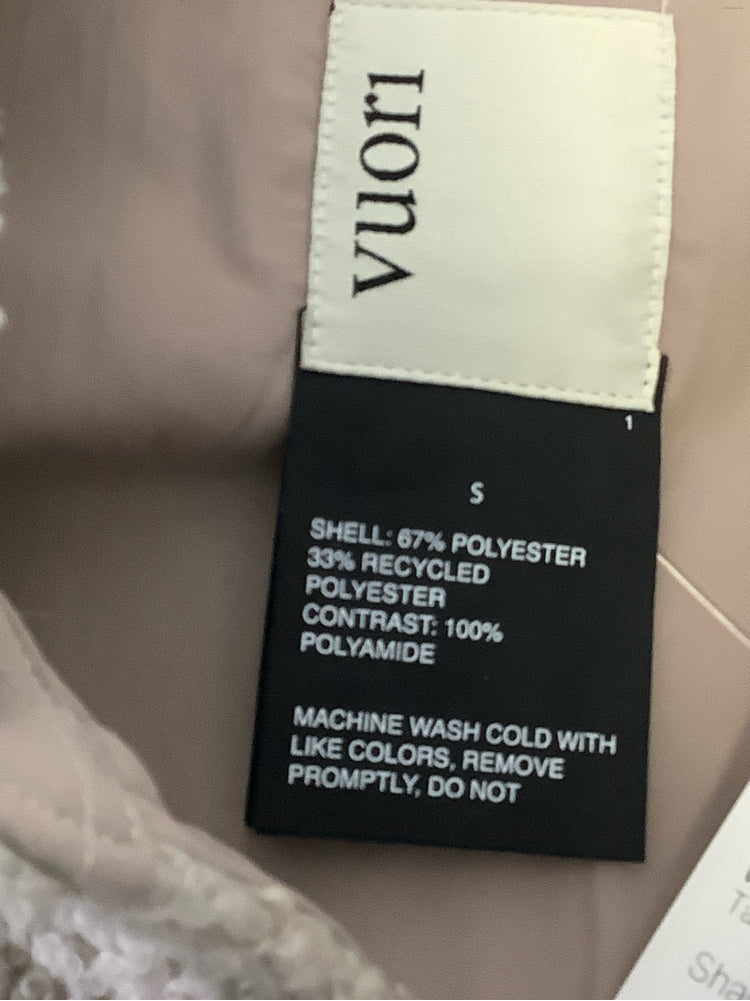 vuori
1
S
SHELL: 67% POLYESTER
33% RECYCLED
POLYESTER
CONTRAST: 100%
POLYAMIDE
MACHINE WASH COLD WITH
LIKE COLORS, REMOVE
PROMPTLY, DO NOT